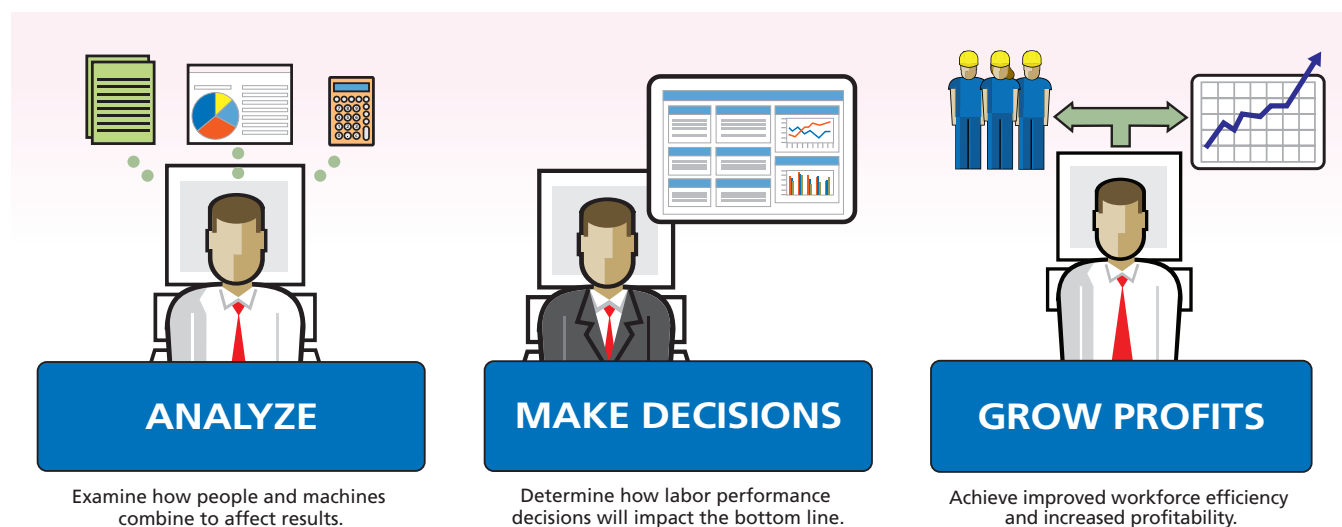 ANALYZE
Examine how people and machines
combine to affect results.
MAKE DECISIONS
Determine how labor performance
decisions will impact the bottom line.
GROW PROFITS
Achieve improved workforce efficiency
and increased profitability.